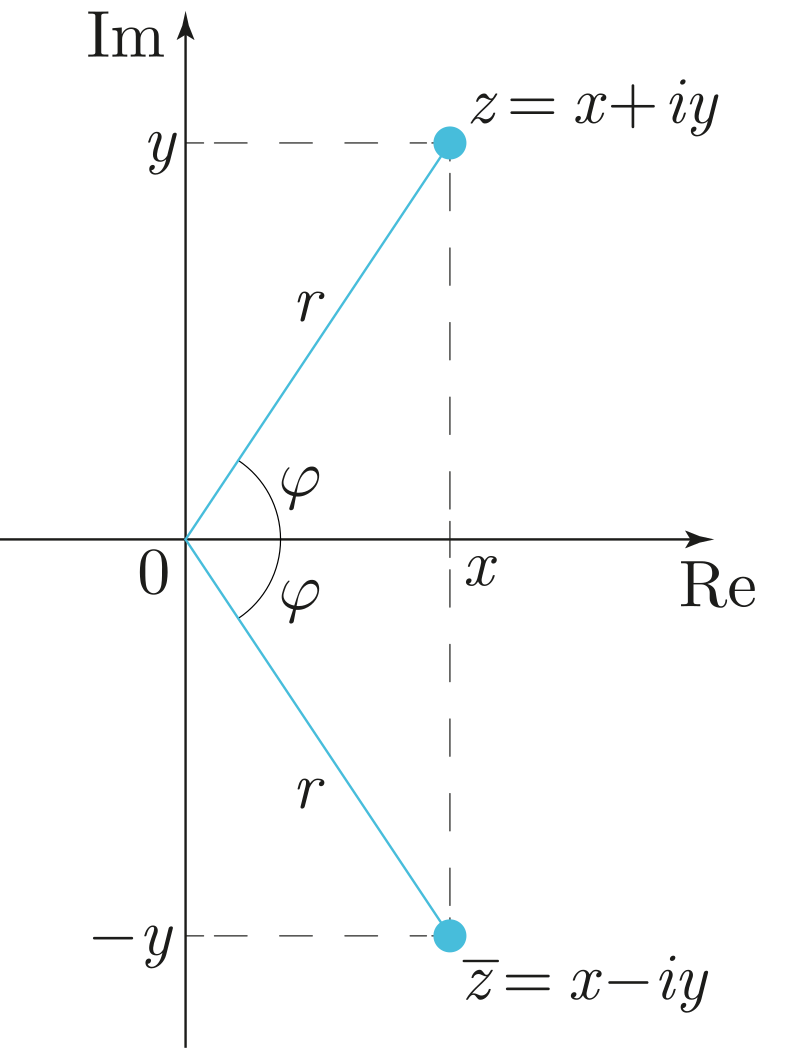 Im
z = x + iy
y
r
φ
0
x
Re
φ
r
−y
z̅ = x − iy